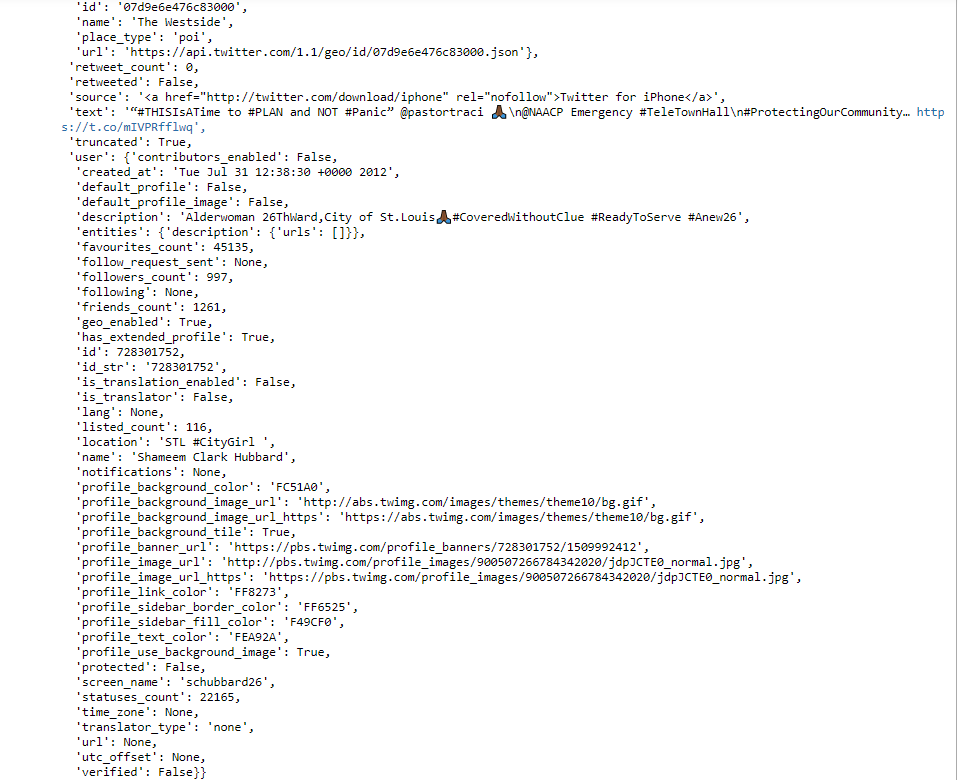 'id': '07d9e6e476c83000',
'name': 'The Westside',
'place_type': 'poi',
'url': 'https://api.twitter.com/1.1/geo/id/07d9e6e476c83000.json'},
'retweet_count': 0,
'retweeted': False,
'source': '<a href="http://twitter.com/download/iphone" rel="nofollow">Twitter for iPhone</a>',
'text': '“#THISIsATime to #PLAN and NOT #Panic” @pastortraci 🙏🏾\n@NAACP Emergency #TeleTownHall\n#ProtectingOurCommunity… http
s://t.co/mIVPRfflwq',
'truncated': True,
'user': {'contributors_enabled': False,
'created_at': 'Tue Jul 31 12:38:30 +0000 2012',
'default_profile': False,
'default_profile_image': False,
'description': 'Alderwoman 26ThWard,City of St.Louis🙏🏾#CoveredWithoutClue #ReadyToServe #Anew26',
'entities': {'description': {'urls': []}},
'favourites_count': 45135,
'follow_request_sent': None,
'followers_count': 997,
'following': None,
'friends_count': 1261,
'geo_enabled': True,
'has_extended_profile': True,
'id': 728301752,
'id_str': '728301752',
'is_translation_enabled': False,
'is_translator': False,
'lang': None,
'listed_count': 116,
'location': 'STL #CityGirl ',
'name': 'Shameem Clark Hubbard',
'notifications': None,
'profile_background_color': 'FC51A0',
'profile_background_image_url': 'http://abs.twimg.com/images/themes/theme10/bg.gif',
'profile_background_image_url_https': 'https://abs.twimg.com/images/themes/theme10/bg.gif',
'profile_background_tile': True,
'profile_banner_url': 'https://pbs.twimg.com/profile_banners/728301752/1509992412',
'profile_image_url': 'http://pbs.twimg.com/profile_images/900507266784342020/jdpJCTE0_normal.jpg',
'profile_image_url_https': 'https://pbs.twimg.com/profile_images/900507266784342020/jdpJCTE0_normal.jpg',
'profile_link_color': 'FF8273',
'profile_sidebar_border_color': 'FF6525',
'profile_sidebar_fill_color': 'F49CF0',
'profile_text_color': 'FEA92A',
'profile_use_background_image': True,
'protected': False,
'screen_name': 'schubbard26',
'statuses_count': 22165,
'time_zone': None,
'translator_type': 'none',
'url': None,
'utc_offset': None,
'verified': False}}